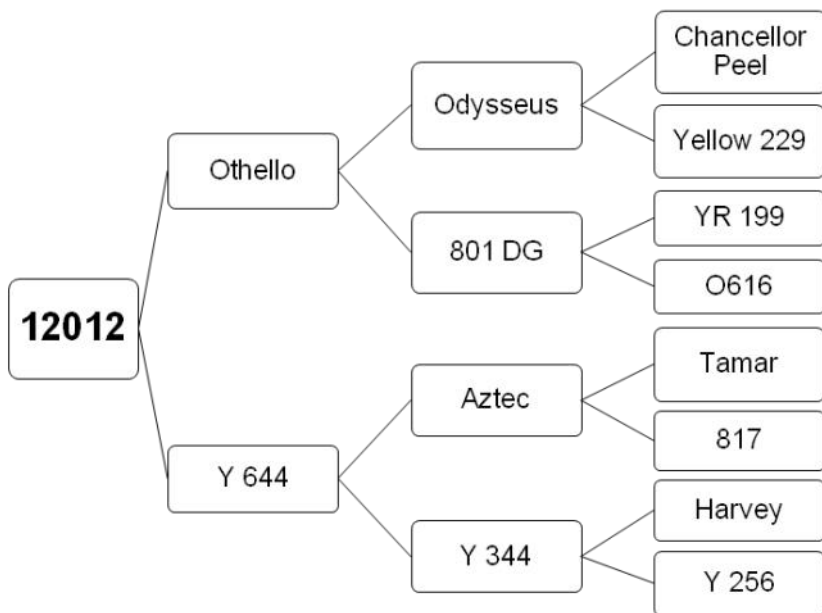 Chancellor
Peel
Odysseus
Yellow 229
Othello
YR 199
801 DG
O616
12012
Tamar
Aztec
817
Y 644
Harvey
Y 344
Y 256